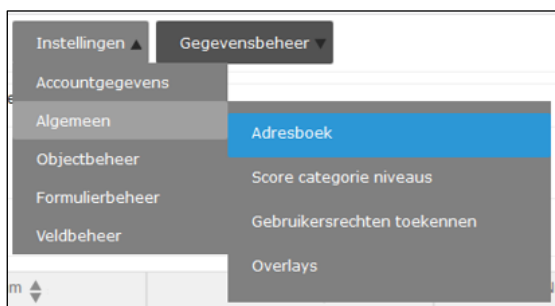 Instellingen ▲ Gegevensbeheer ▼
Accountgegevens
Algemeen
Adresboek
Objectbeheer
Score categorie niveaus
Formulierbeheer
Gebruikersrechten toekennen
Veldbeheer
Overlays
m